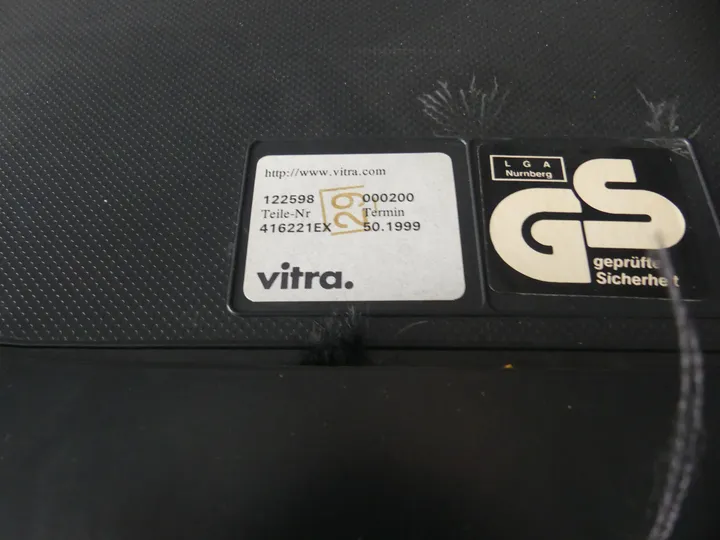 http://www.vitra.com
122598 000200
Teile-Nr Termin
416221EX 50.1999
29
vitra.
L G A
Nurnberg
GS
geprüfte
Sicherheit